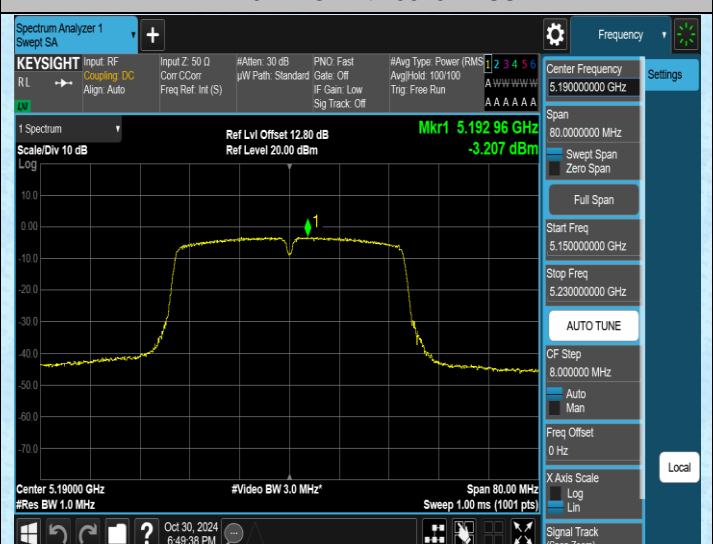 Spectrum Analyzer 1
Swept SA
+
Frequency
KEYSIGHT
RL
LXI
Input: RF
Coupling: DC
Align: Auto
Input Z: 50 Ω
Corr CCorr
Freq Ref: Int (S)
#Atten: 30 dB
µW Path: Standard
PNO: Fast
Gate: Off
IF Gain: Low
Sig Track: Off
#Avg Type: Power (RMS
Avg|Hold: 100/100
Trig: Free Run
1 2 3 4 5 6
A W W W W W
A A A A A A
1 Spectrum
Scale/Div 10 dB
Log
Ref Lvl Offset 12.80 dB
Ref Level 20.00 dBm
Mkr1 5.192 96 GHz
-3.207 dBm
1
10.0
0.00
-10.0
-20.0
-30.0
-40.0
-50.0
-60.0
-70.0
Center 5.19000 GHz
#Res BW 1.0 MHz
#Video BW 3.0 MHz*
Span 80.00 MHz
Sweep 1.00 ms (1001 pts)
Center Frequency
5.190000000 GHz
Settings
Span
80.0000000 MHz
Swept Span
Zero Span
Full Span
Start Freq
5.150000000 GHz
Stop Freq
5.230000000 GHz
AUTO TUNE
CF Step
8.000000 MHz
Auto
Man
Freq Offset
0 Hz
X Axis Scale
Log
Lin
Local
Signal Track
(Span Zoom)
?
Oct 30, 2024
6:49:38 PM